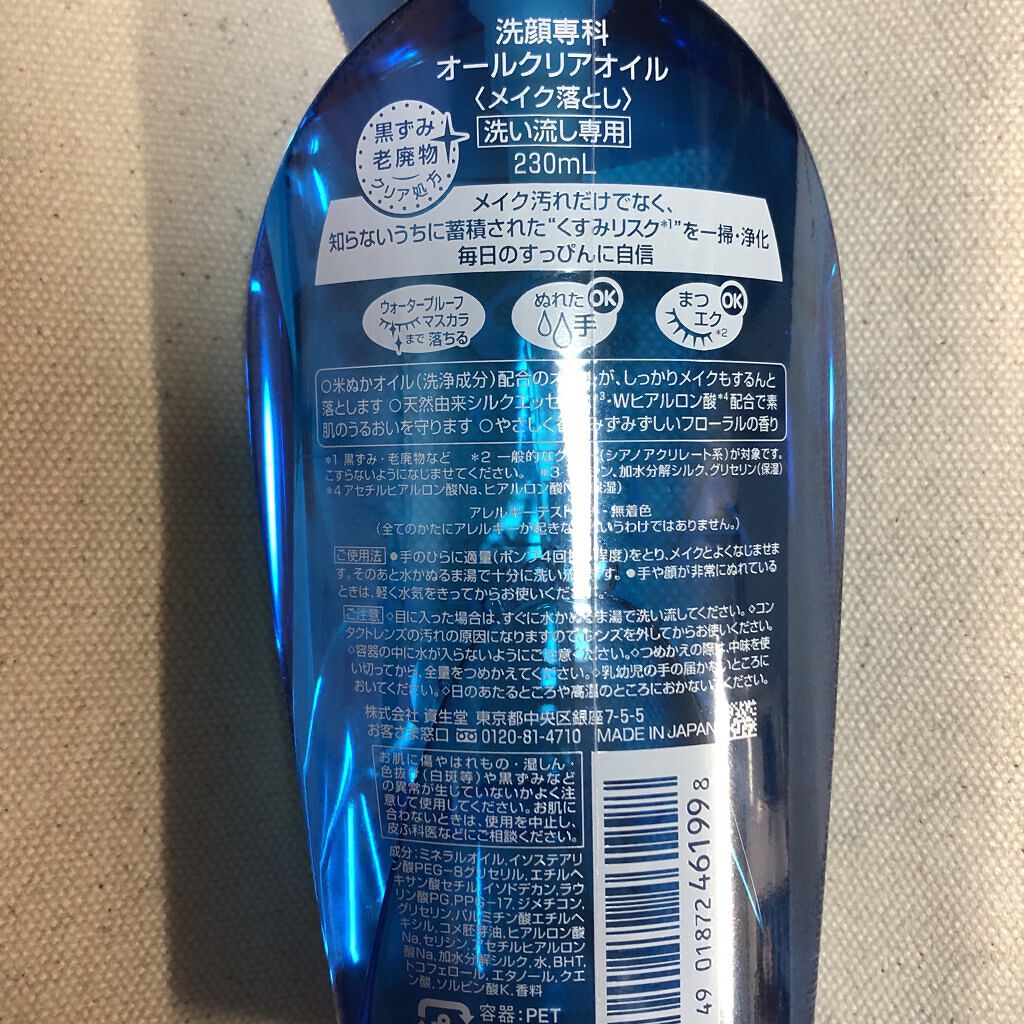 洗顔専科
オールクリアオイル
〈メイク落とし〉
洗い流し専用
230mL
黒ずみ
老廃物
クリア処方
メイク汚れだけでなく、
知らないうちに蓄積された“くすみリスク*1”を一掃・浄化
毎日のすっぴんに自信
ウォータープルーフ
マスカラ
まで 落ちる
ぬれた OK
手
まつ OK
エク *2
○米ぬかオイル(洗浄成分)配合のオ が、しっかりメイクもするんと
落とします ○天然由来シルクエッセ *3・Wヒアルロン酸*4配合で素
肌のうるおいを守ります ○やさしく香 みずみずしいフローラルの香り
*1 黒ずみ・老廃物など *2 一般的なグ (シアノアクリレート系)が対象です。
こすらないようになじませてください。 *3 ン、加水分解シルク、グリセリン(保湿)
*4 アセチルヒアルロン酸Na、ヒアルロン酸N 保湿)
アレルギーテスト ・無着色
(全てのかたにアレルギーが起きな というわけではありません。)
ご使用法 ●手のひらに適量(ポンプ4回 程度)をとり、メイクとよくなじませま
す。そのあと水かぬるま湯で十分に洗い流 す。 ●手や顔が非常にぬれている
ときは、軽く水気をきってからお使いくだ 。
ご注意 ◇目に入った場合は、すぐに水かぬるま湯で洗い流してください。◇コン
タクトレンズの汚れの原因になりますので、レンズを外してからお使いください。
◇容器の中に水が入らないようにご注意ください。◇つめかえの際は、中味を使
い切ってから、全量をつめかえてください。◇乳幼児の手の届かないところに
おいてください。◇日のあたるところや高温のところにおかないでください。
株式会社 資生堂 東京都中央区銀座7-5-5
お客さま窓口 0120-81-4710 MADE IN JAPAN
お肌に傷やはれもの・湿しん・
色抜け(白斑等)や黒ずみなど
の異常が生じていないかよく注
意して使用してください。お肌に
合わないときは、使用を中止し、
皮ふ科医などにご相談ください。
成分:ミネラルオイル,イソステアリ
ン酸PEG-8グリセリル,エチルヘ
キサン酸セチル,イソドデカン,ラウ
リン酸PG,PPG-17,ジメチコン,
グリセリン,パルミチン酸エチルヘ
キシル,コメ胚芽油,ヒアルロン酸
Na,セリシン,アセチルヒアルロン
酸Na,加水分解シルク,水,BHT,
トコフェロール,エタノール,クエ
ン酸,ソルビン酸K,香料
容器:PET
49 01872 461998